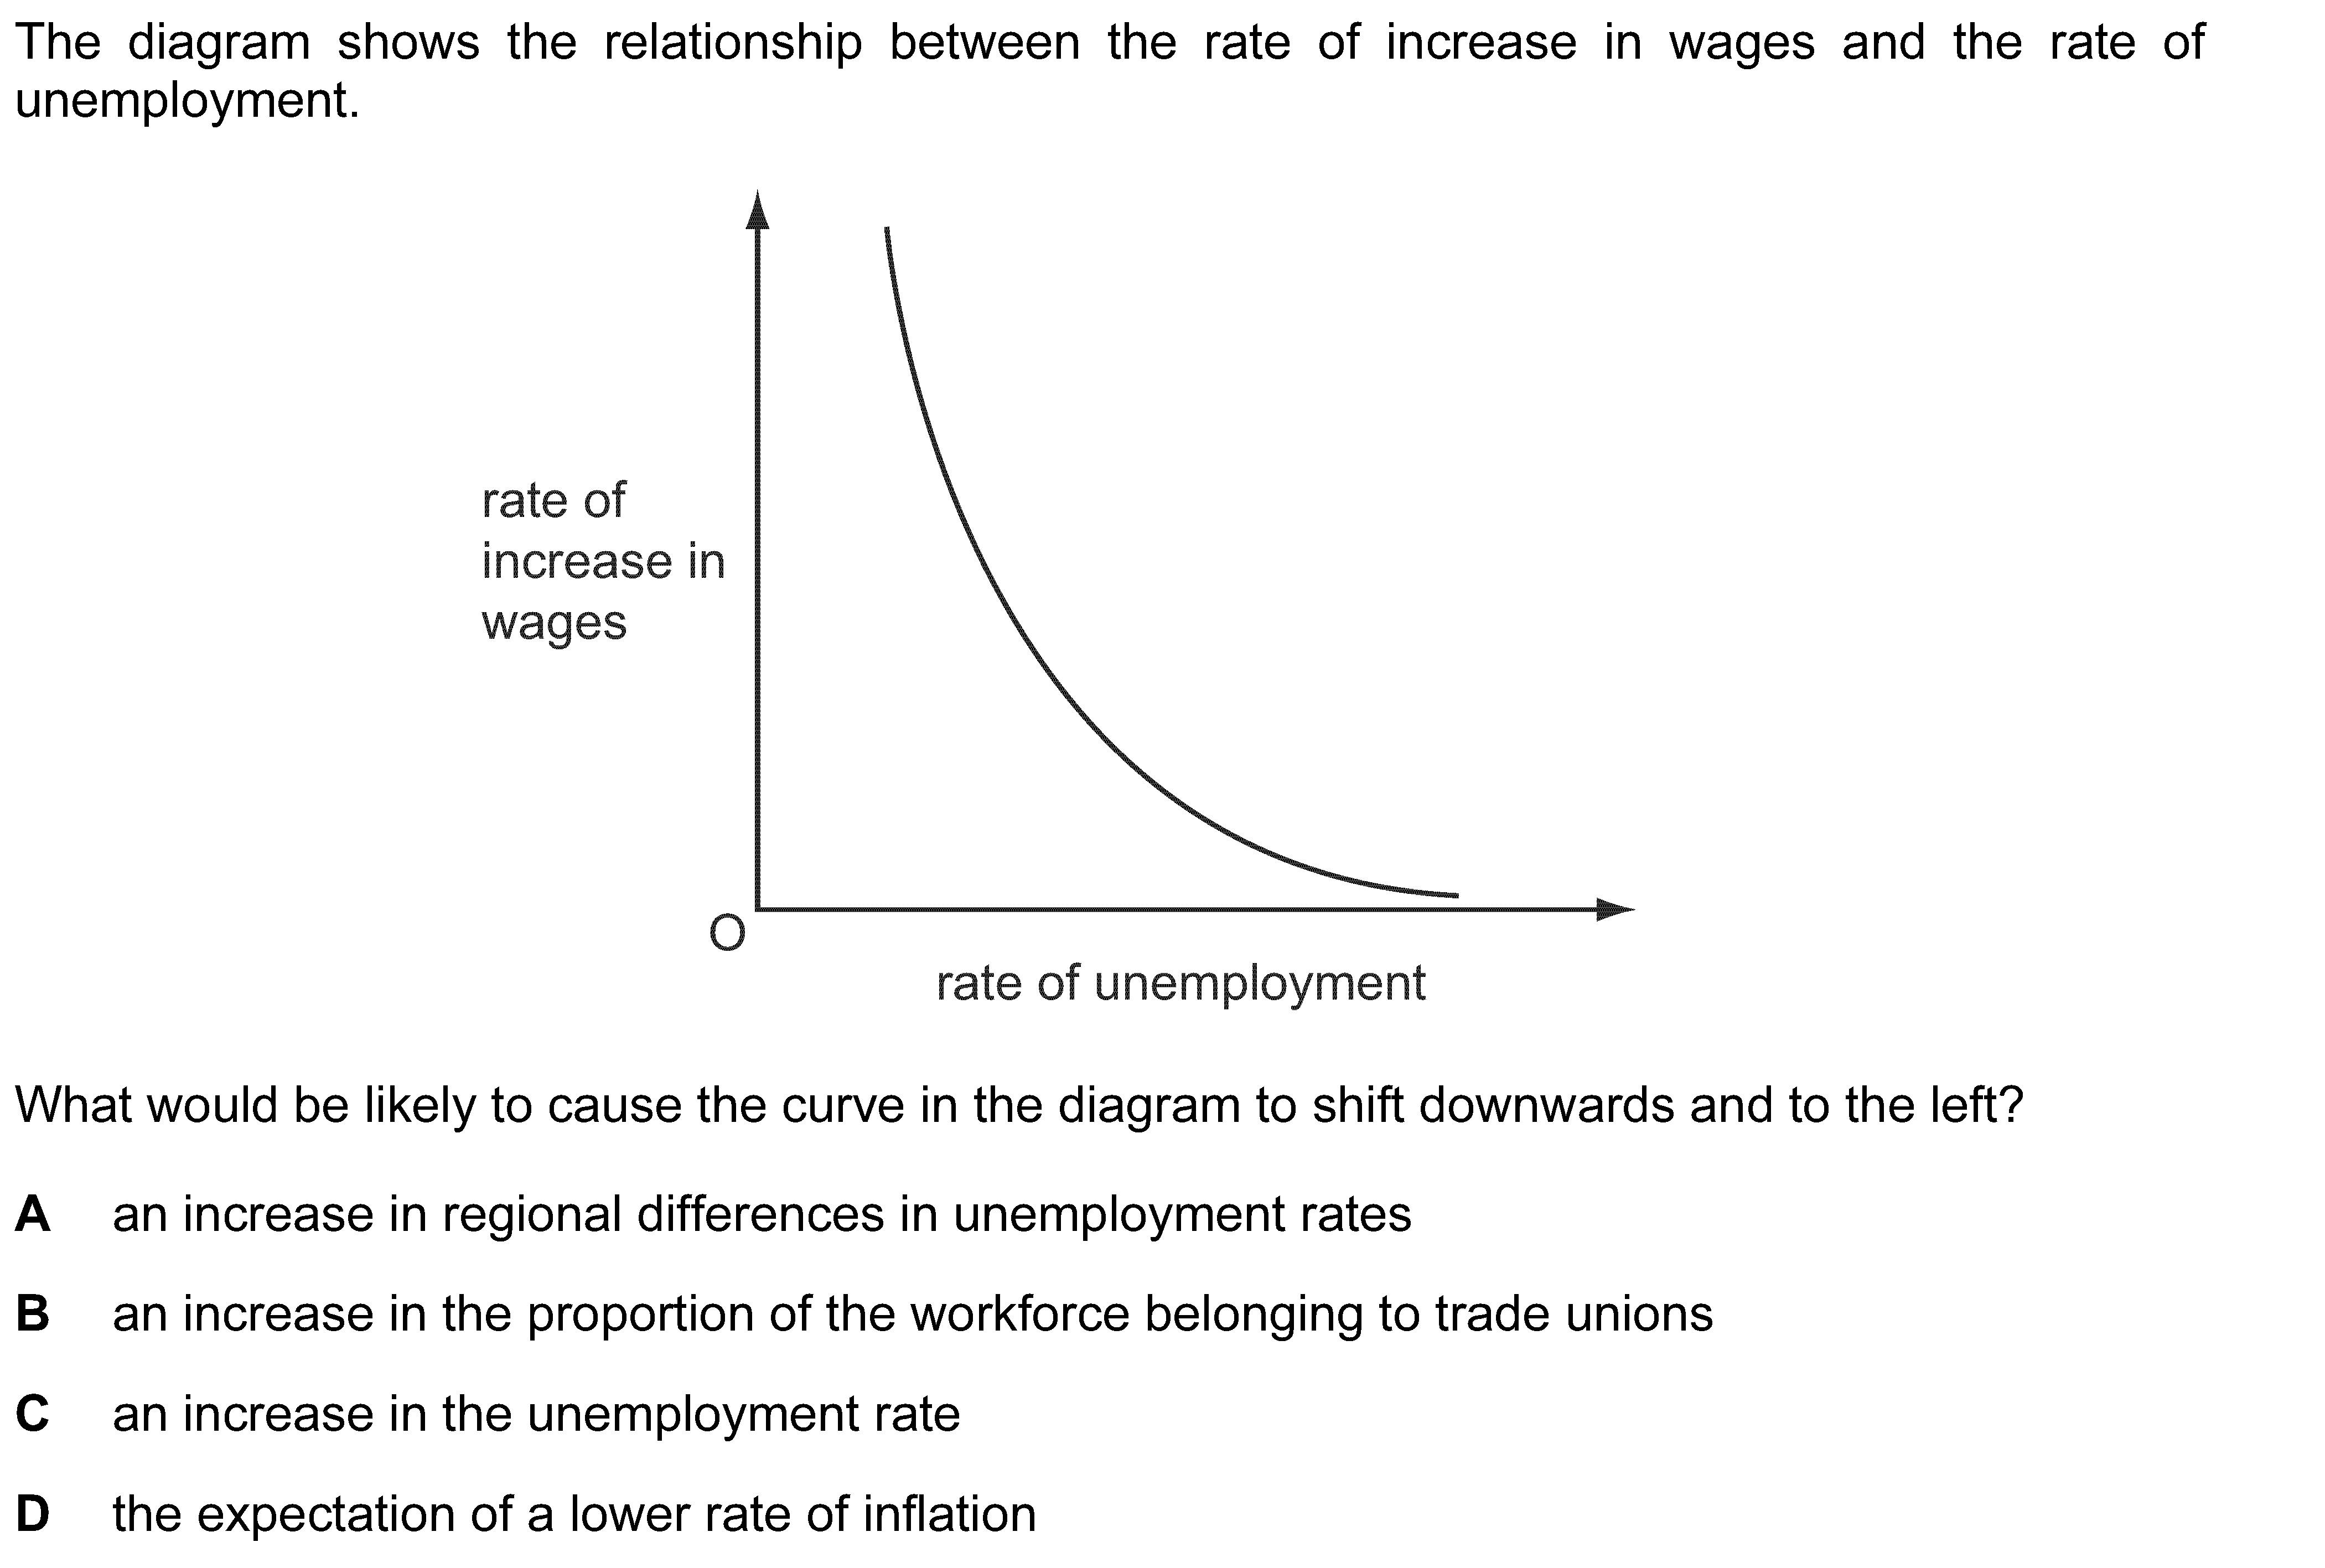 The diagram shows the relationship between the rate of increase in wages and the rate of
unemployment.
rate of
increase in
wages
O
rate of unemployment
What would be likely to cause the curve in the diagram to shift downwards and to the left?
A an increase in regional differences in unemployment rates
B an increase in the proportion of the workforce belonging to trade unions
C an increase in the unemployment rate
D the expectation of a lower rate of inflation